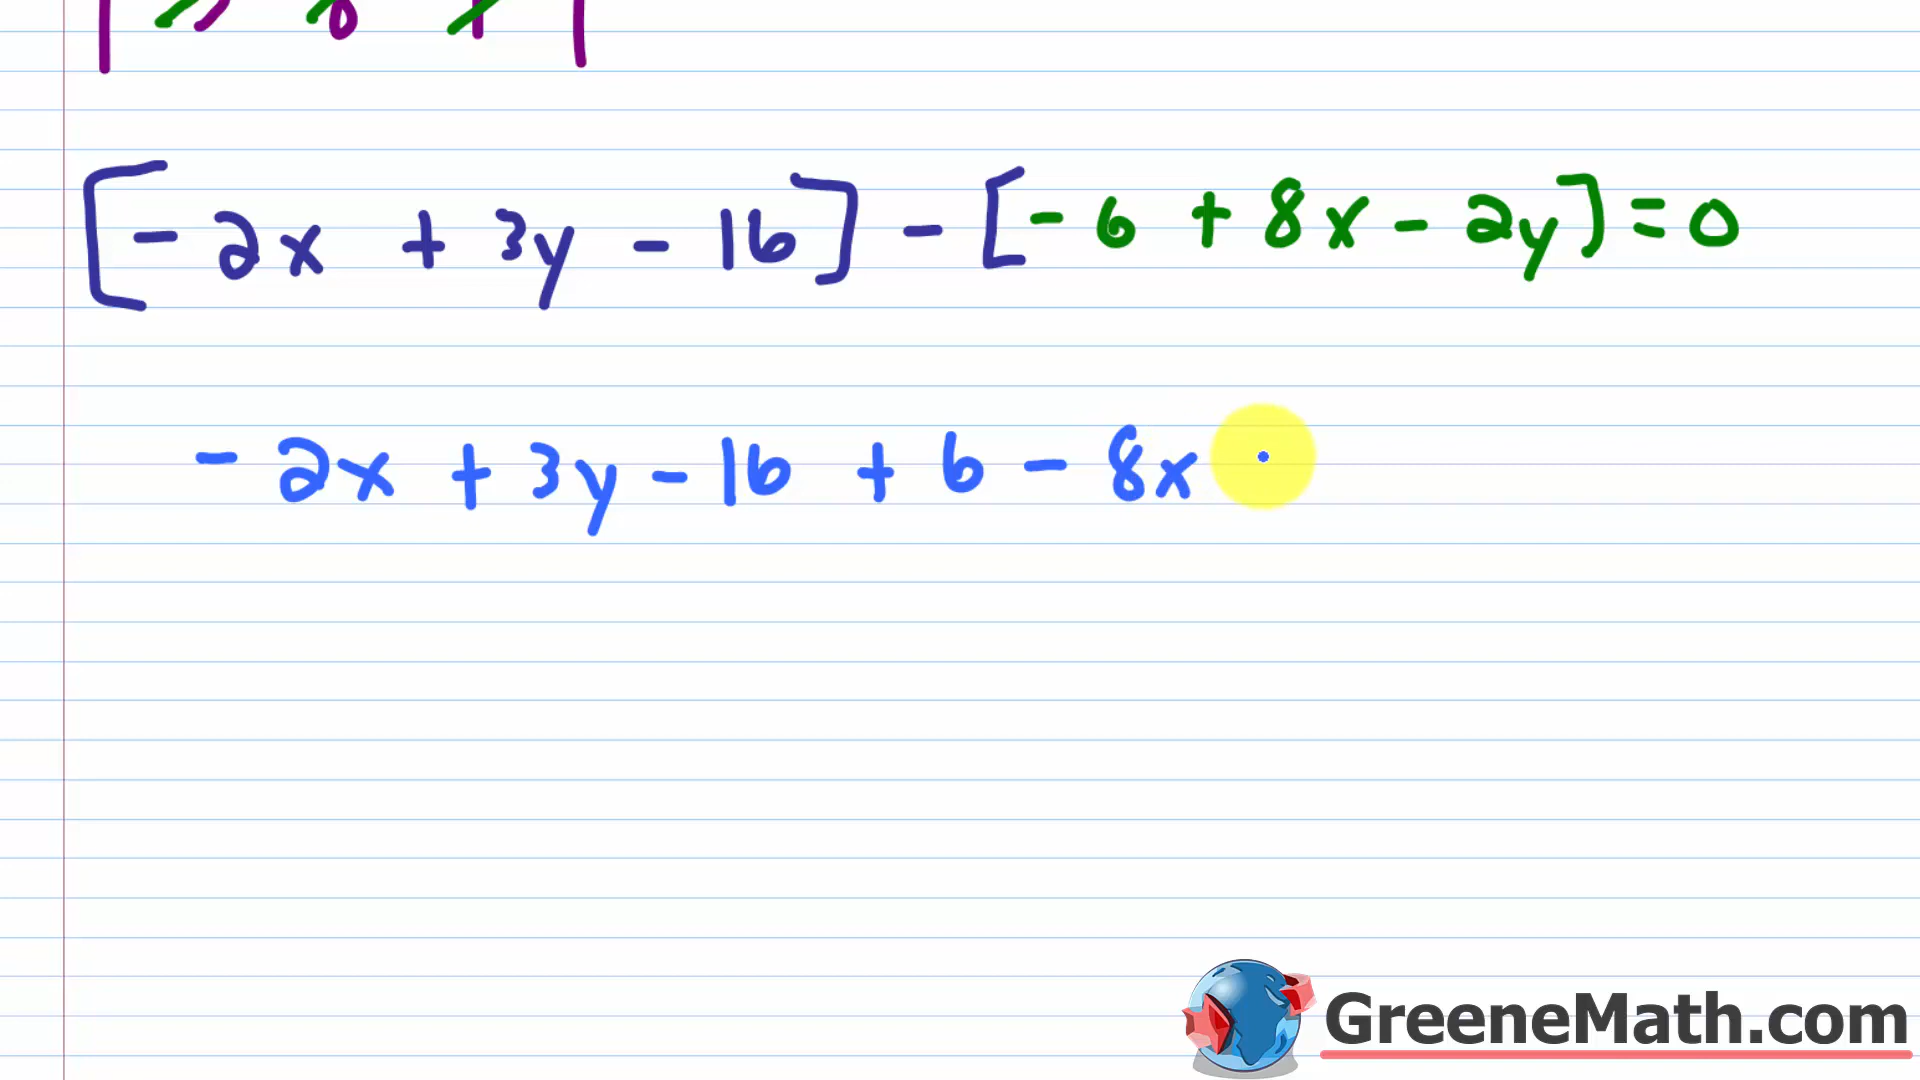 [- 2x + 3y - 16] - [- 6 + 8x - 2y] = 0
- 2x + 3y - 16 + 6 - 8x
GreeneMath.com